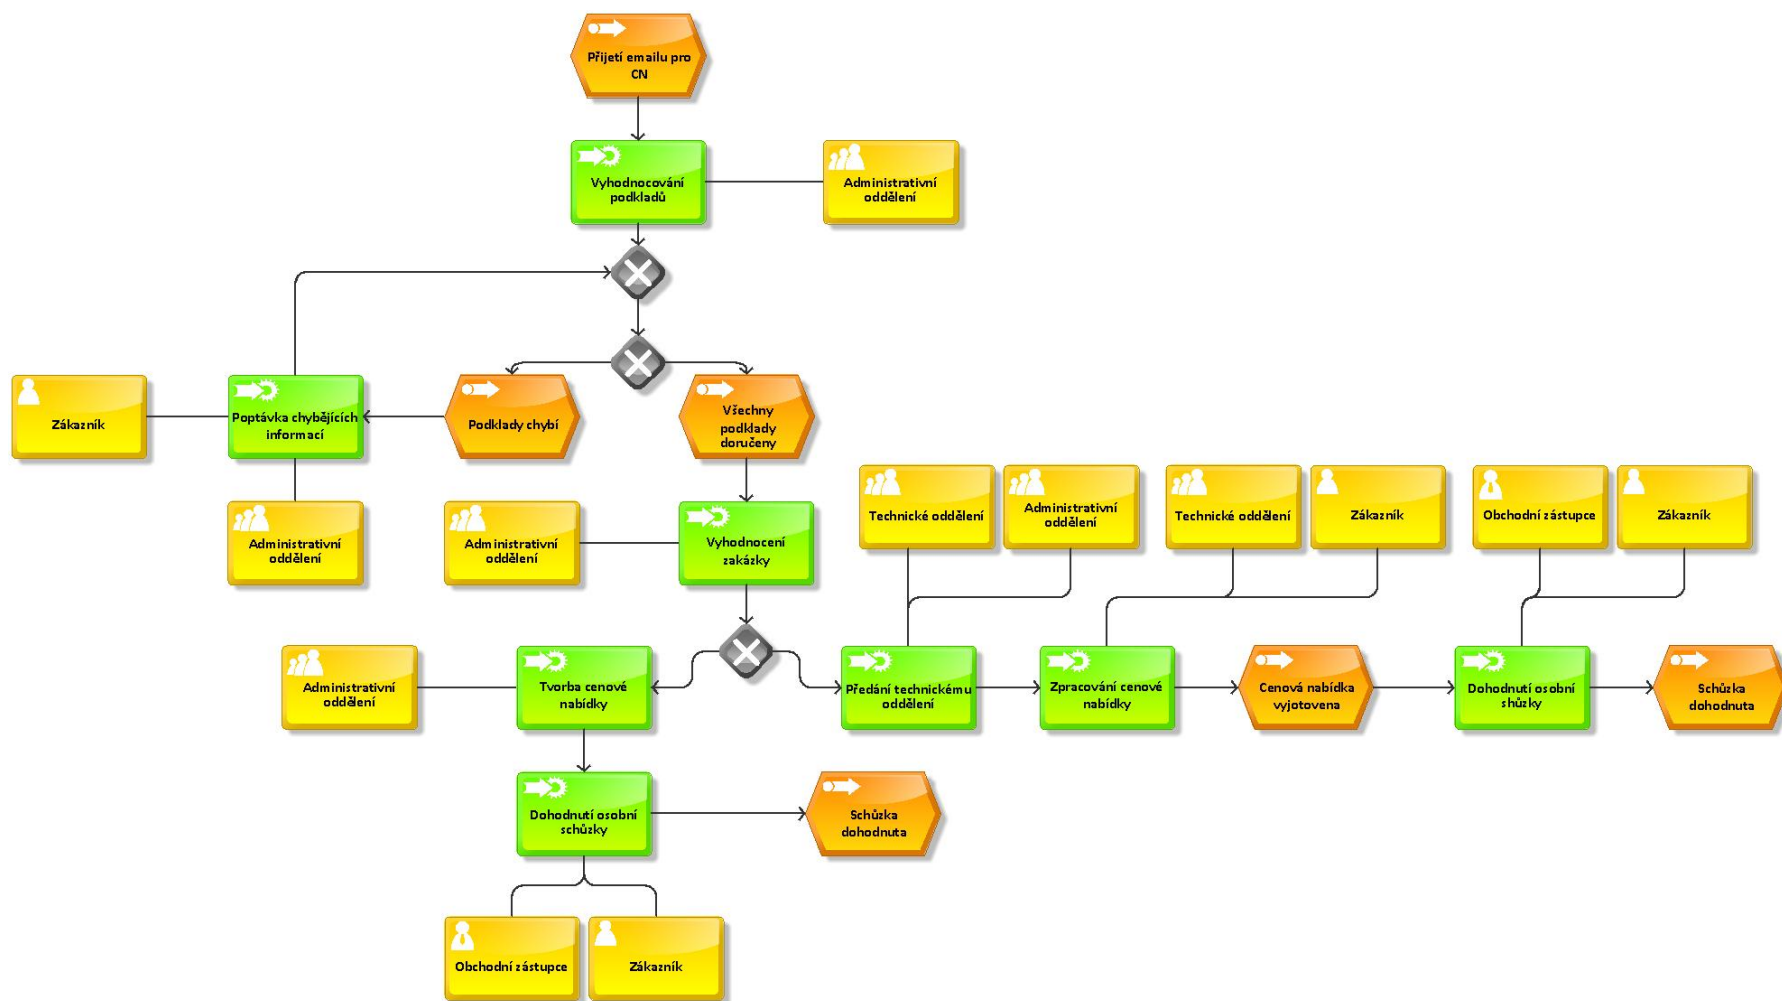 Přijetí emailu pro
CN
Vyhodnocování
podkladů
Administrativní
oddělení
Zákazník
Poptávka chybějících
informací
Podklady chybí
Všechny
podklady
doručeny
Administrativní
oddělení
Administrativní
oddělení
Vyhodnocení
zakázky
Technické oddělení
Administrativní
oddělení
Technické oddělení
Zákazník
Obchodní zástupce
Zákazník
Administrativní
oddělení
Tvorba cenové
nabídky
Předání technickému
oddělení
Zpracování cenové
nabídky
Cenová nabídka
vyjotovena
Dohodnutí osobní
shůzky
Schůzka
dohodnuta
Dohodnutí osobní
schůzky
Schůzka
dohodnuta
Obchodní zástupce
Zákazník